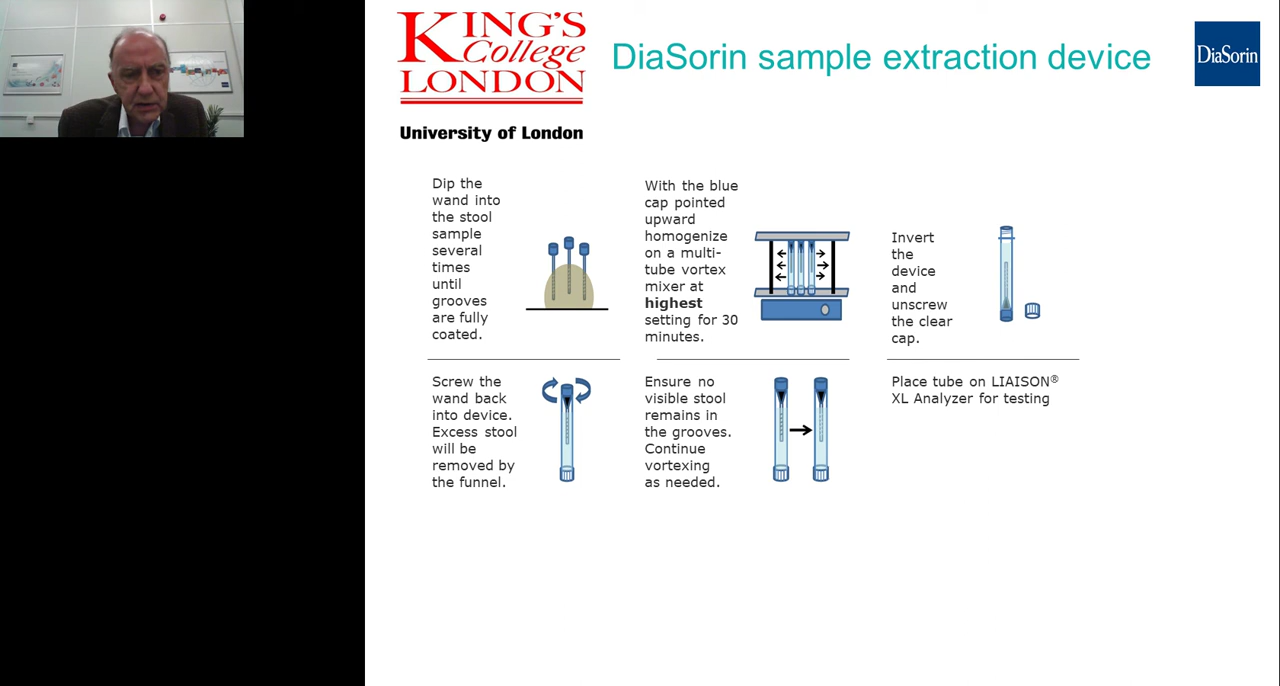 KING'S
College
LONDON
University of London
DiaSorin sample extraction device
DiaSorin
Dip the
wand into
the stool
sample
several
times
until
grooves
are fully
coated.
Screw the
wand back
into device.
Excess stool
will be
removed by
the funnel.
With the blue
cap pointed
upward
homogenize
on a multi-
tube vortex
mixer at
highest
setting for 30
minutes.
Ensure no
visible stool
remains in
the grooves.
Continue
vortexing
as needed.
Invert
the
device
and
unscrew
the clear
cap.
Place tube on LIAISON®
XL Analyzer for testing